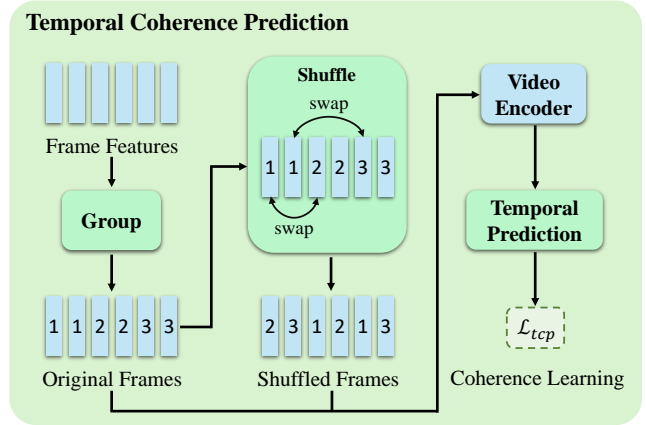 Temporal Coherence Prediction
Frame Features
Group
1 1 2 2 3 3
Original Frames
Shuffle
swap
1 1 2 2 3 3
swap
2 3 1 2 1 3
Shuffled Frames
Video
Encoder
Temporal
Prediction
ℒ_tcp
Coherence Learning